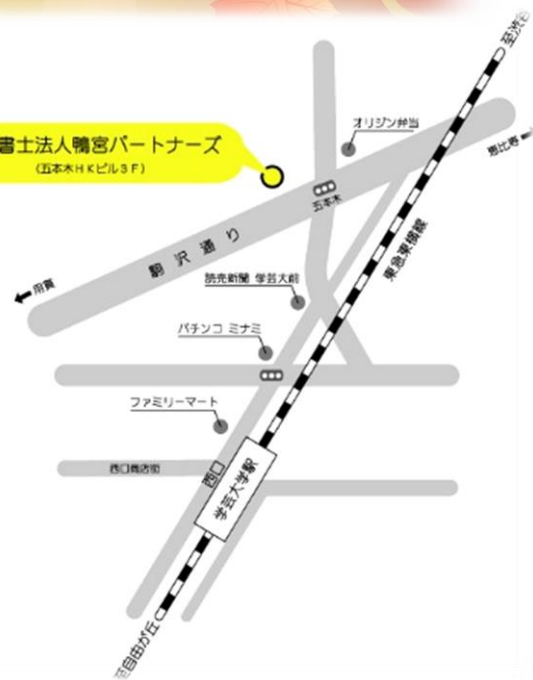 至渋谷
オリジン弁当
恵比寿
書士法人鴨宮パートナーズ
(五本木HKビル3F)
五本木
駒沢通り
東急東横線
読売新聞 学芸大前
用賀
パチンコ ミナミ
ファミリーマート
西口商店街
西口
学芸大学駅
至自由が丘